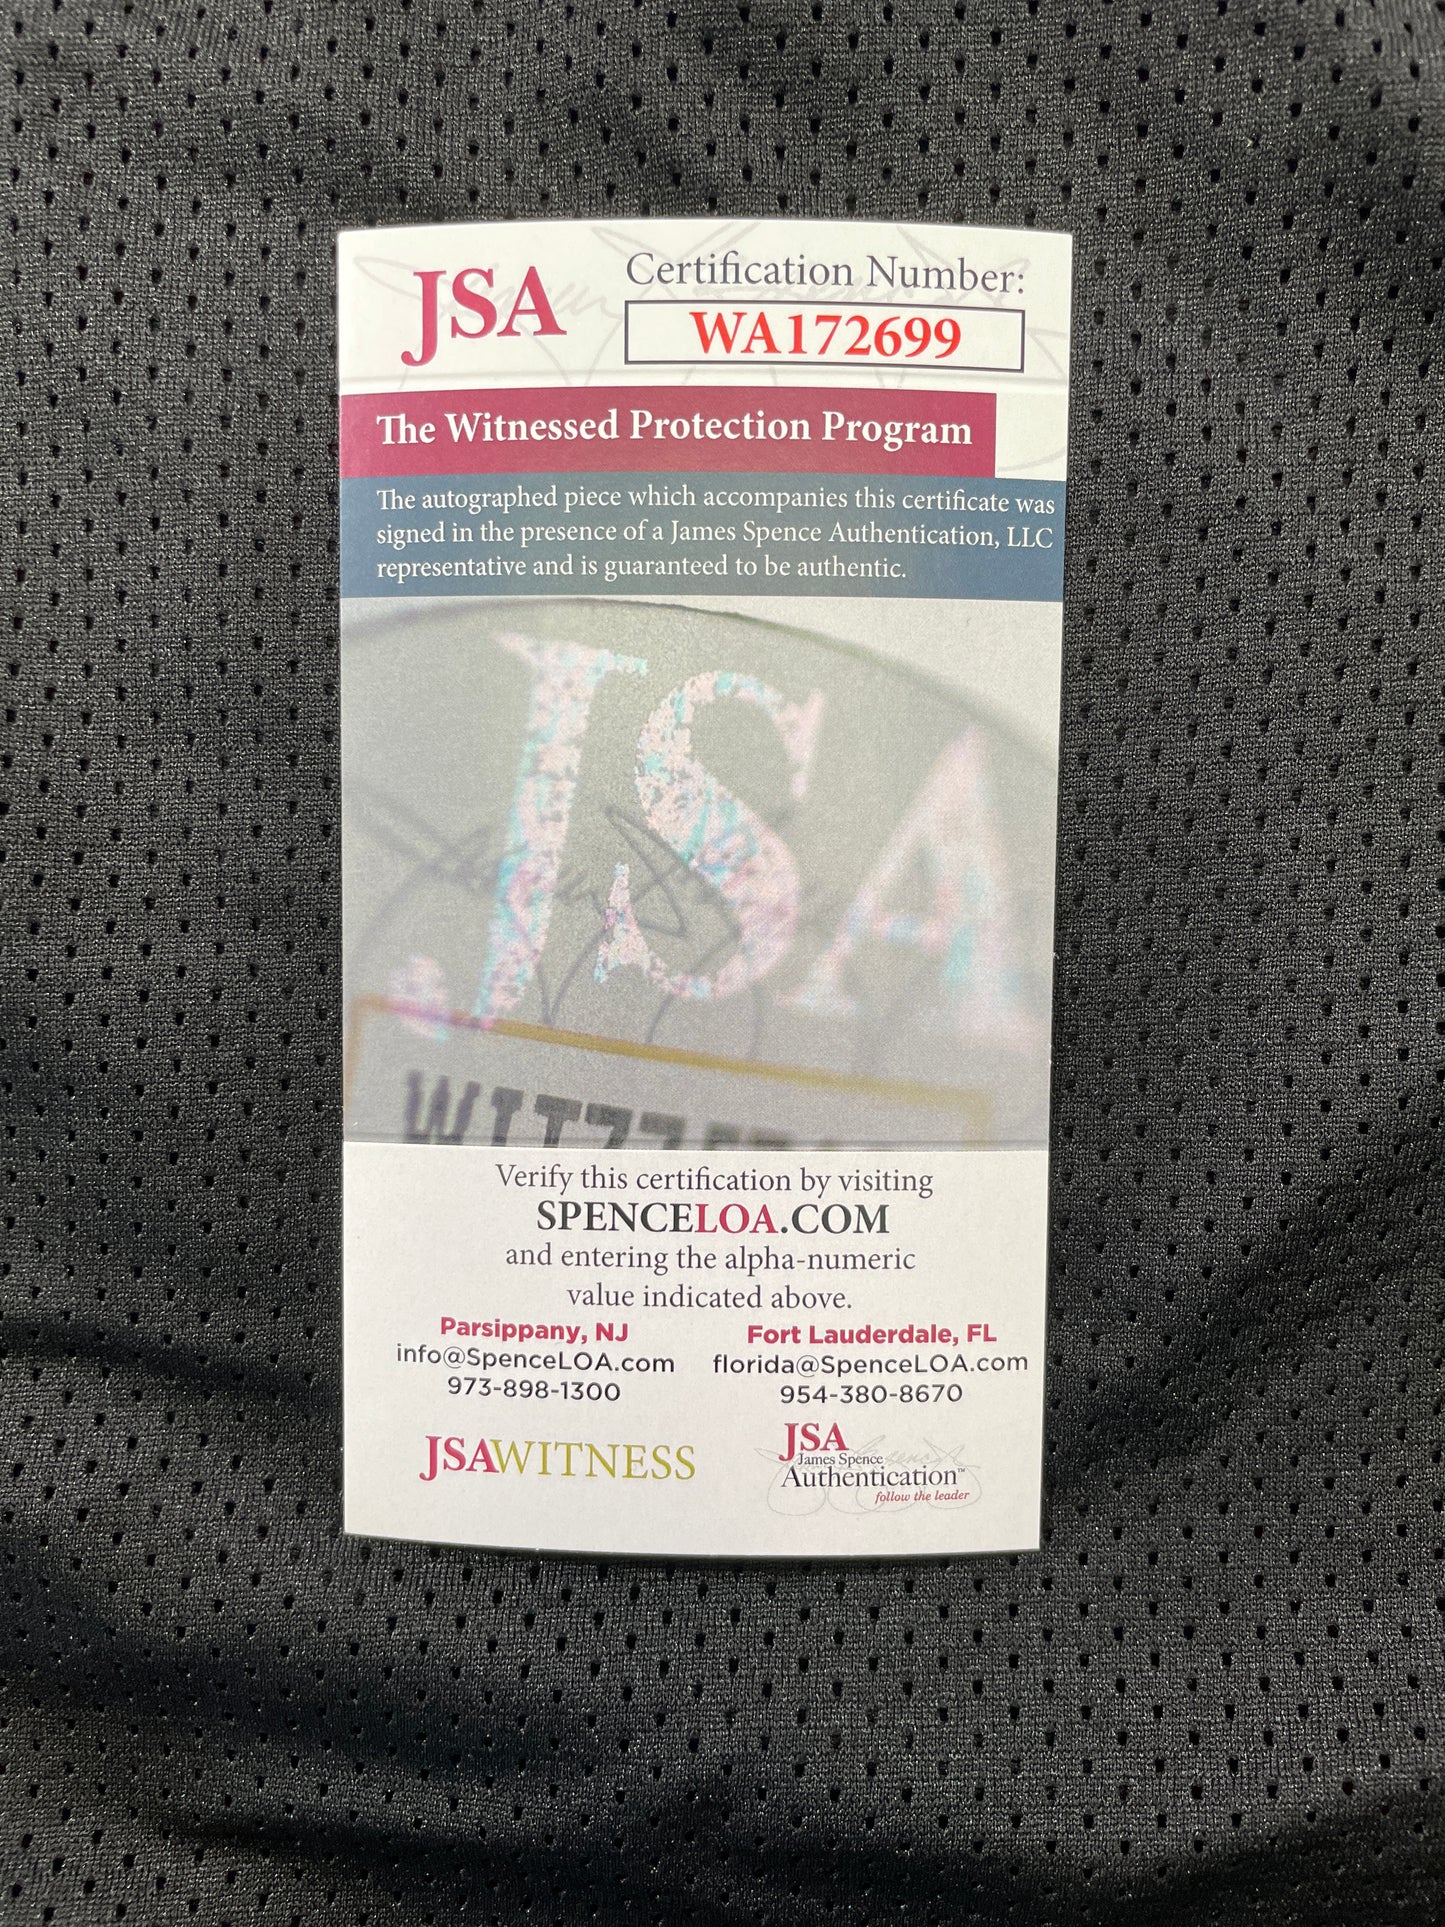 JSA
Certification Number:
WA172699
The Witnessed Protection Program
The autographed piece which accompanies this certificate was
signed in the presence of a James Spence Authentication, LLC
representative and is guaranteed to be authentic.
JSA
Verify this certification by visiting
SPENCELOA.COM
and entering the alpha-numeric
value indicated above.
Parsippany, NJ
info@SpenceLOA.com
973-898-1300
Fort Lauderdale, FL
florida@SpenceLOA.com
954-380-8670
JSAWITNESS
JSA
James Spence
Authentication™
follow the leader